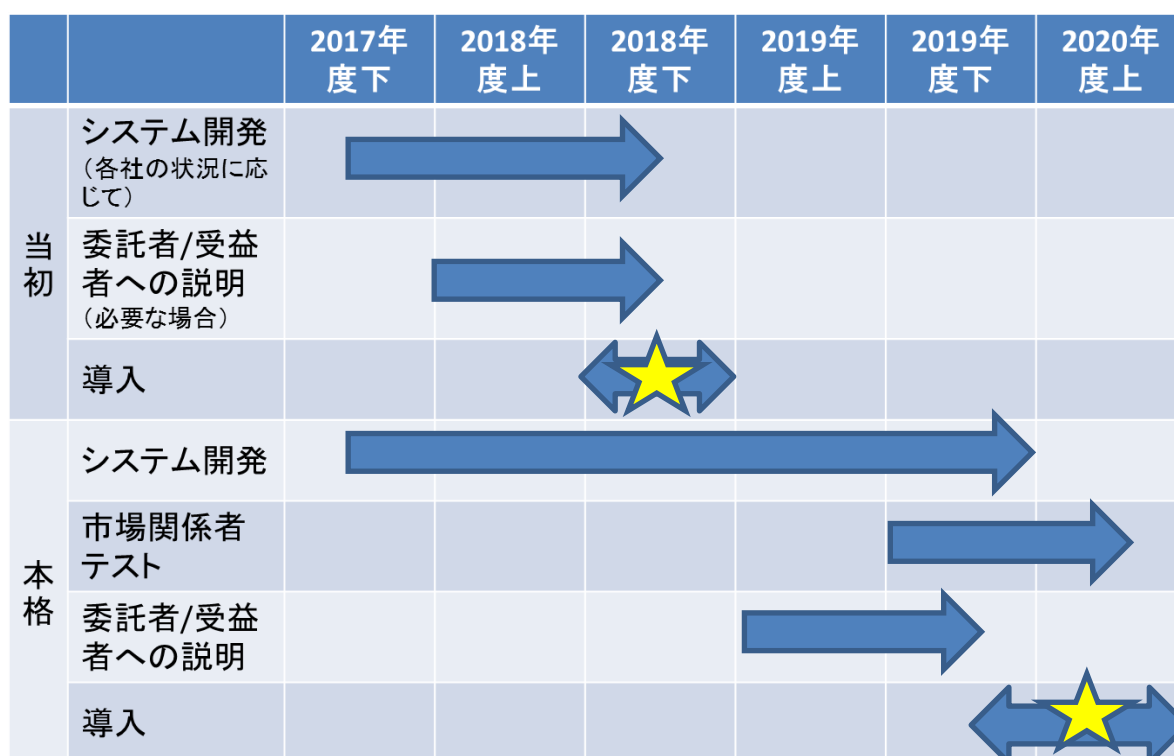 2017年
度下
2018年
度上
2018年
度下
2019年
度上
2019年
度下
2020年
度上
当
初
システム開発
（各社の状況に応
じて）
委託者/受益
者への説明
（必要な場合）
導入
本
格
システム開発
市場関係者
テスト
委託者/受益
者への説明
導入